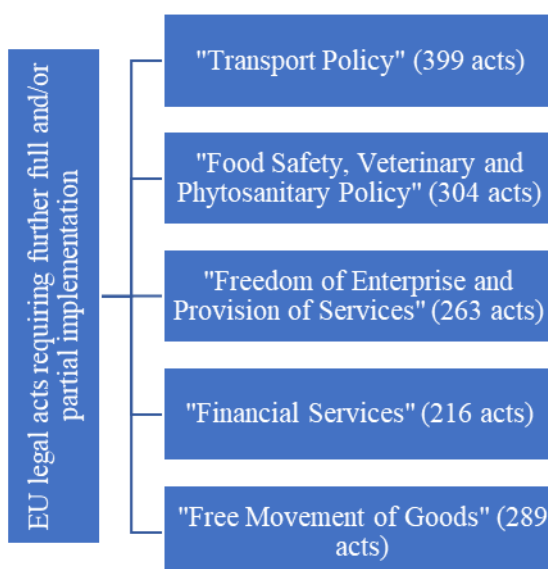 EU legal acts requiring further full and/or
partial implementation
"Transport Policy" (399 acts)
"Food Safety, Veterinary and
Phytosanitary Policy" (304 acts)
"Freedom of Enterprise and
Provision of Services" (263 acts)
"Financial Services" (216 acts)
"Free Movement of Goods" (289
acts)